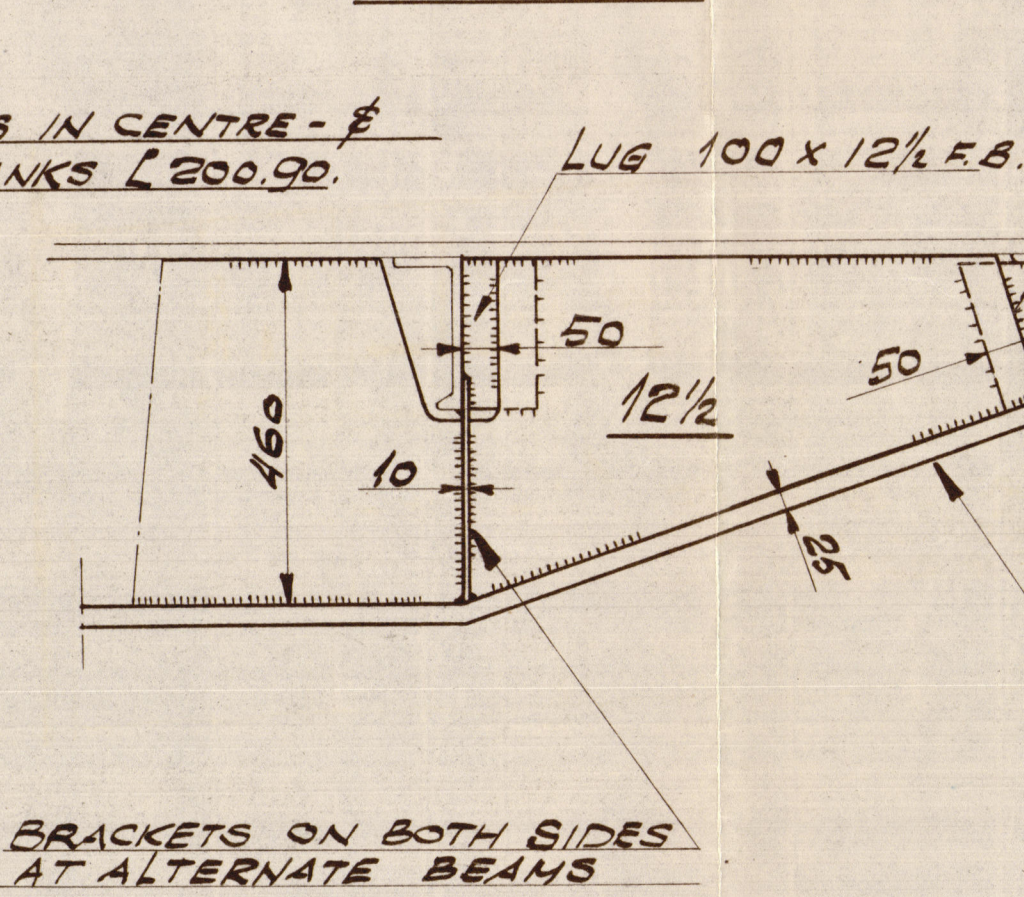 S IN CENTRE - ⅊
NKS L 200.90.
LUG 100 x 12½ F.B.
50
50
12½
460
10
25
BRACKETS ON BOTH SIDES
AT ALTERNATE BEAMS